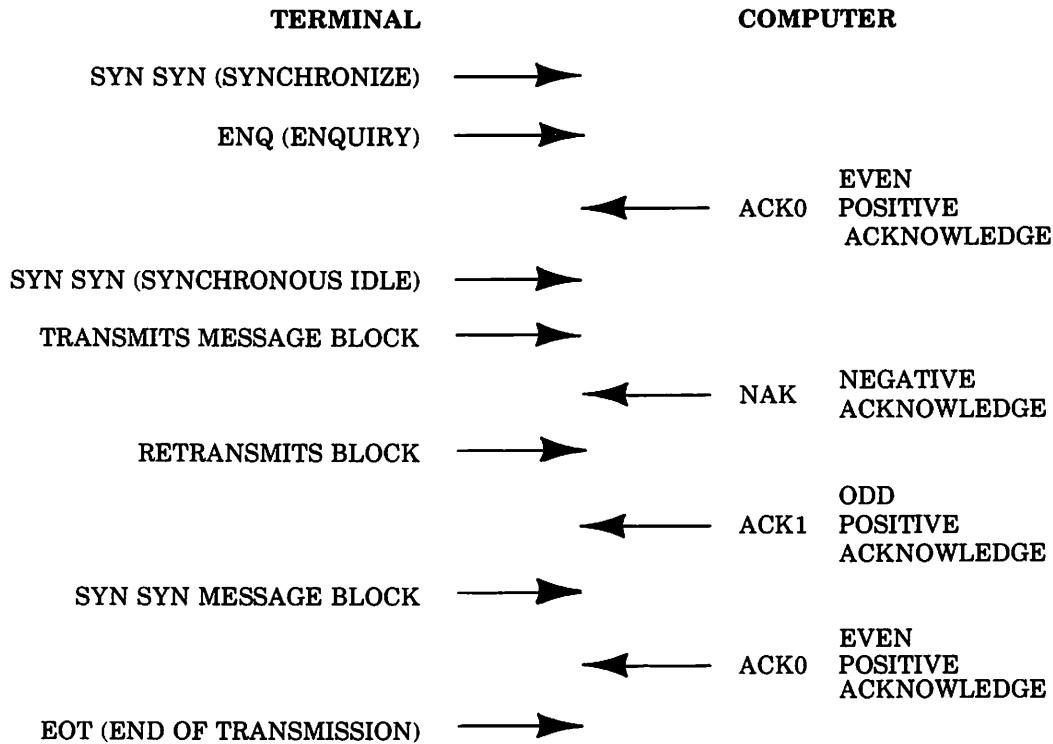 TERMINAL COMPUTER
SYN SYN (SYNCHRONIZE)
ENQ (ENQUIRY)
ACK0 EVEN
POSITIVE
ACKNOWLEDGE
SYN SYN (SYNCHRONOUS IDLE)
TRANSMITS MESSAGE BLOCK
NAK NEGATIVE
ACKNOWLEDGE
RETRANSMITS BLOCK
ACK1 ODD
POSITIVE
ACKNOWLEDGE
SYN SYN MESSAGE BLOCK
ACK0 EVEN
POSITIVE
ACKNOWLEDGE
EOT (END OF TRANSMISSION)